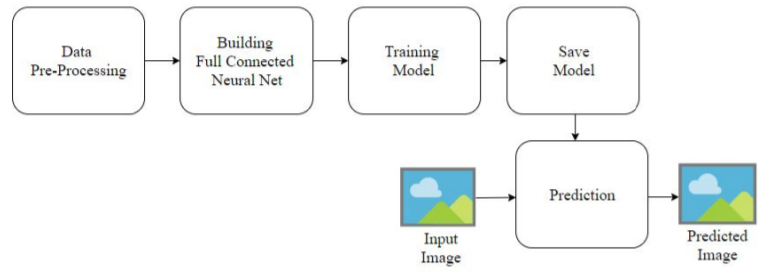 Data
Pre-Processing
Building
Full Connected
Neural Net
Training
Model
Save
Model
Prediction
Input
Image
Predicted
Image